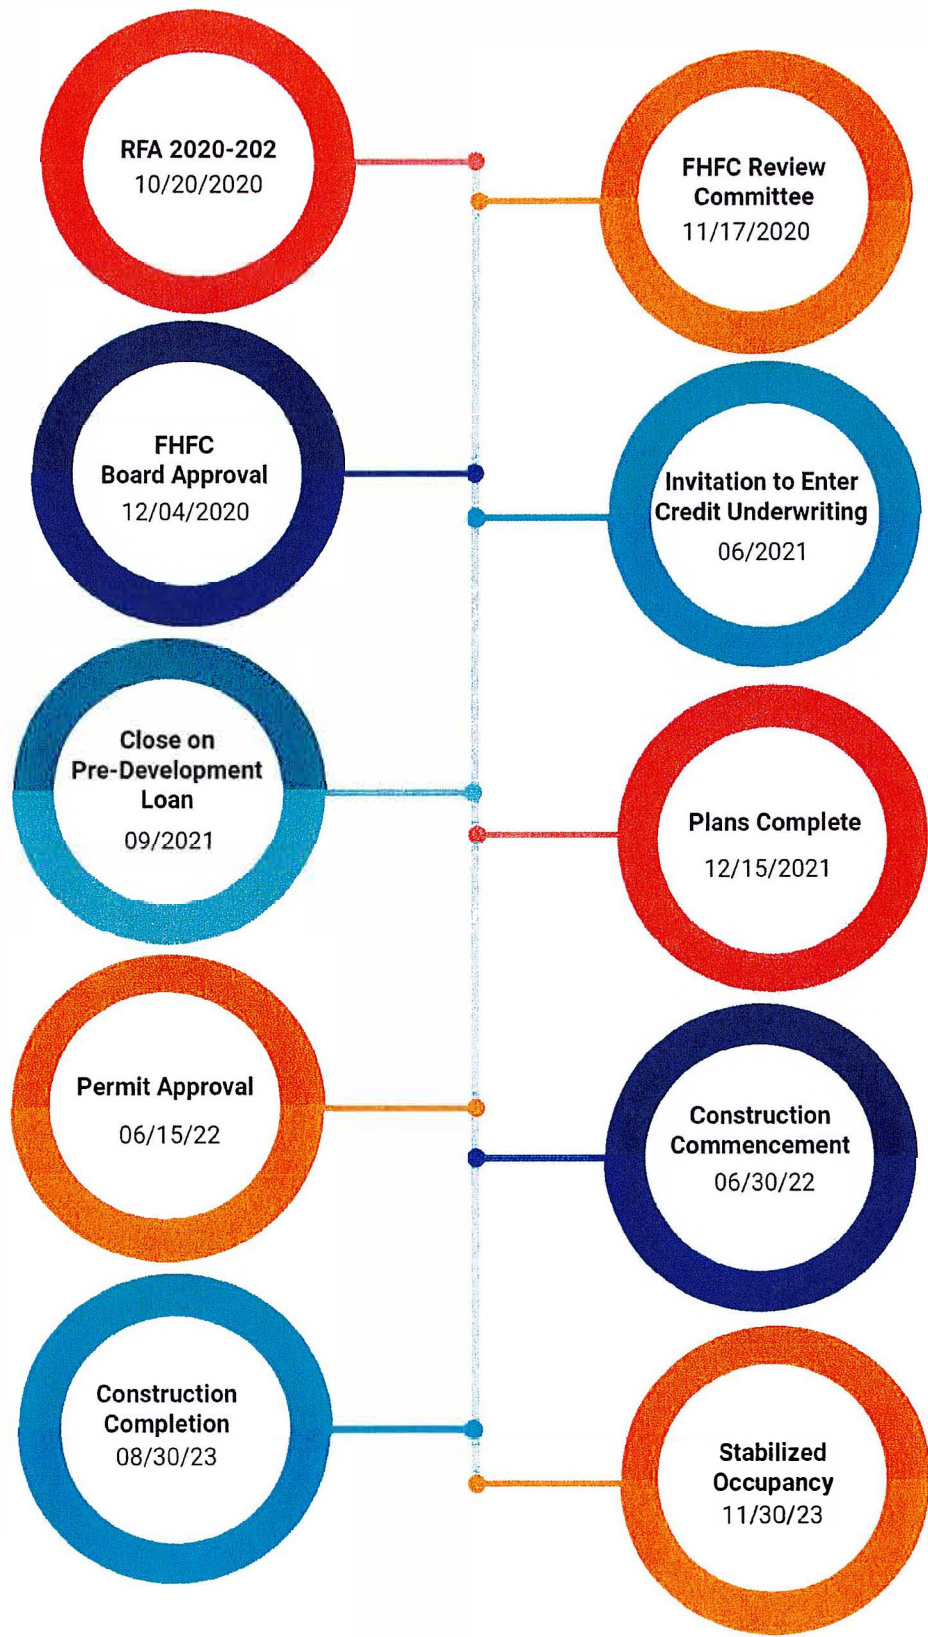 RFA 2020-202
10/20/2020
FHFC Review
Committee
11/17/2020
FHFC
Board Approval
12/04/2020
Invitation to Enter
Credit Underwriting
06/2021
Close on
Pre-Development
Loan
09/2021
Plans Complete
12/15/2021
Permit Approval
06/15/22
Construction
Commencement
06/30/22
Construction
Completion
08/30/23
Stabilized
Occupancy
11/30/23